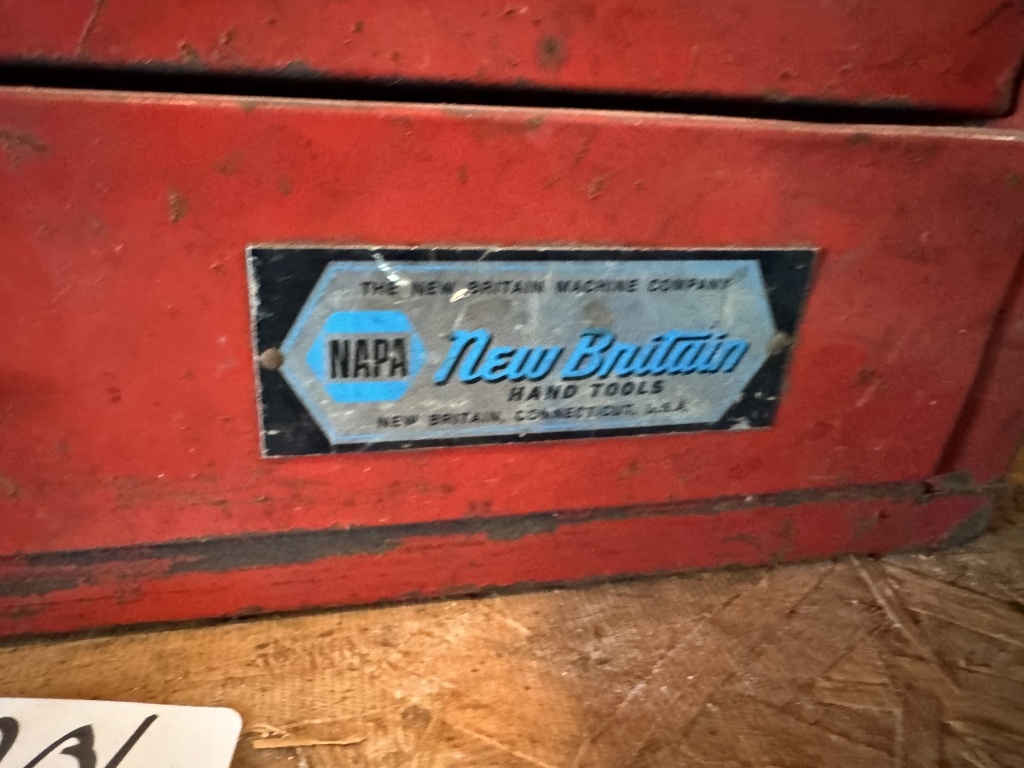 THE NEW BRITAIN MACHINE COMPANY
NAPA
New Britain
HAND TOOLS
NEW BRITAIN, CONNECTICUT, U.S.A.